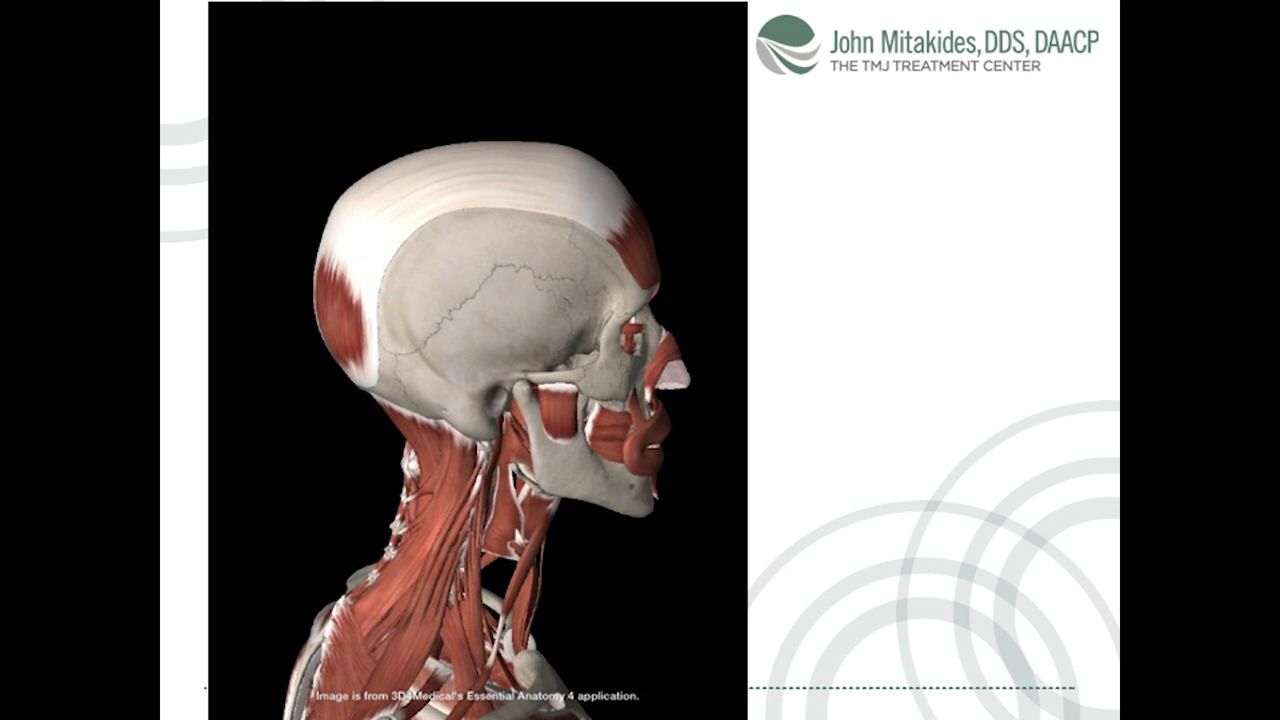 John Mitakides, DDS, DAACP
THE TMJ TREATMENT CENTER
Image is from 3D4Medical's Essential Anatomy 4 application.